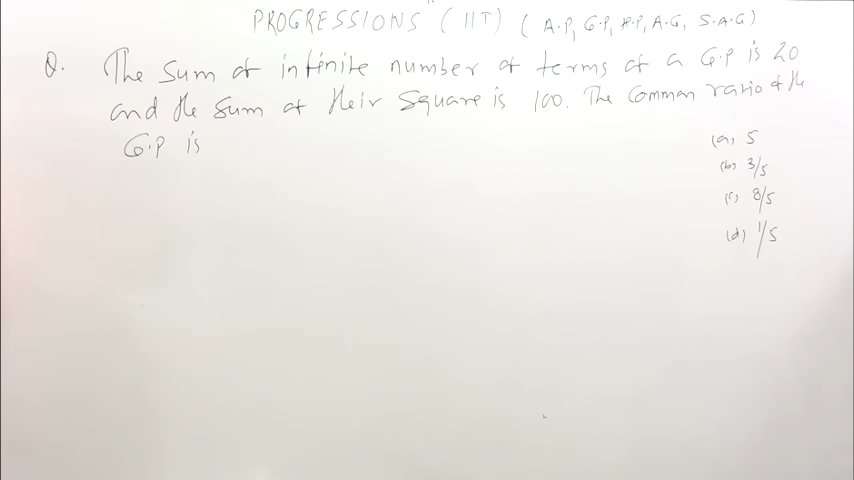 PROGRESSIONS" (IIT) ( A.P, G.P, H.P, A.G, S.A.G)
Q. The Sum of infinite number of terms of a G.P is 20
and the Sum of their Square is 100. The Common ratio of the
G.P is
(a) 5
(b) 3/5
(c) 8/5
(d) 1/5